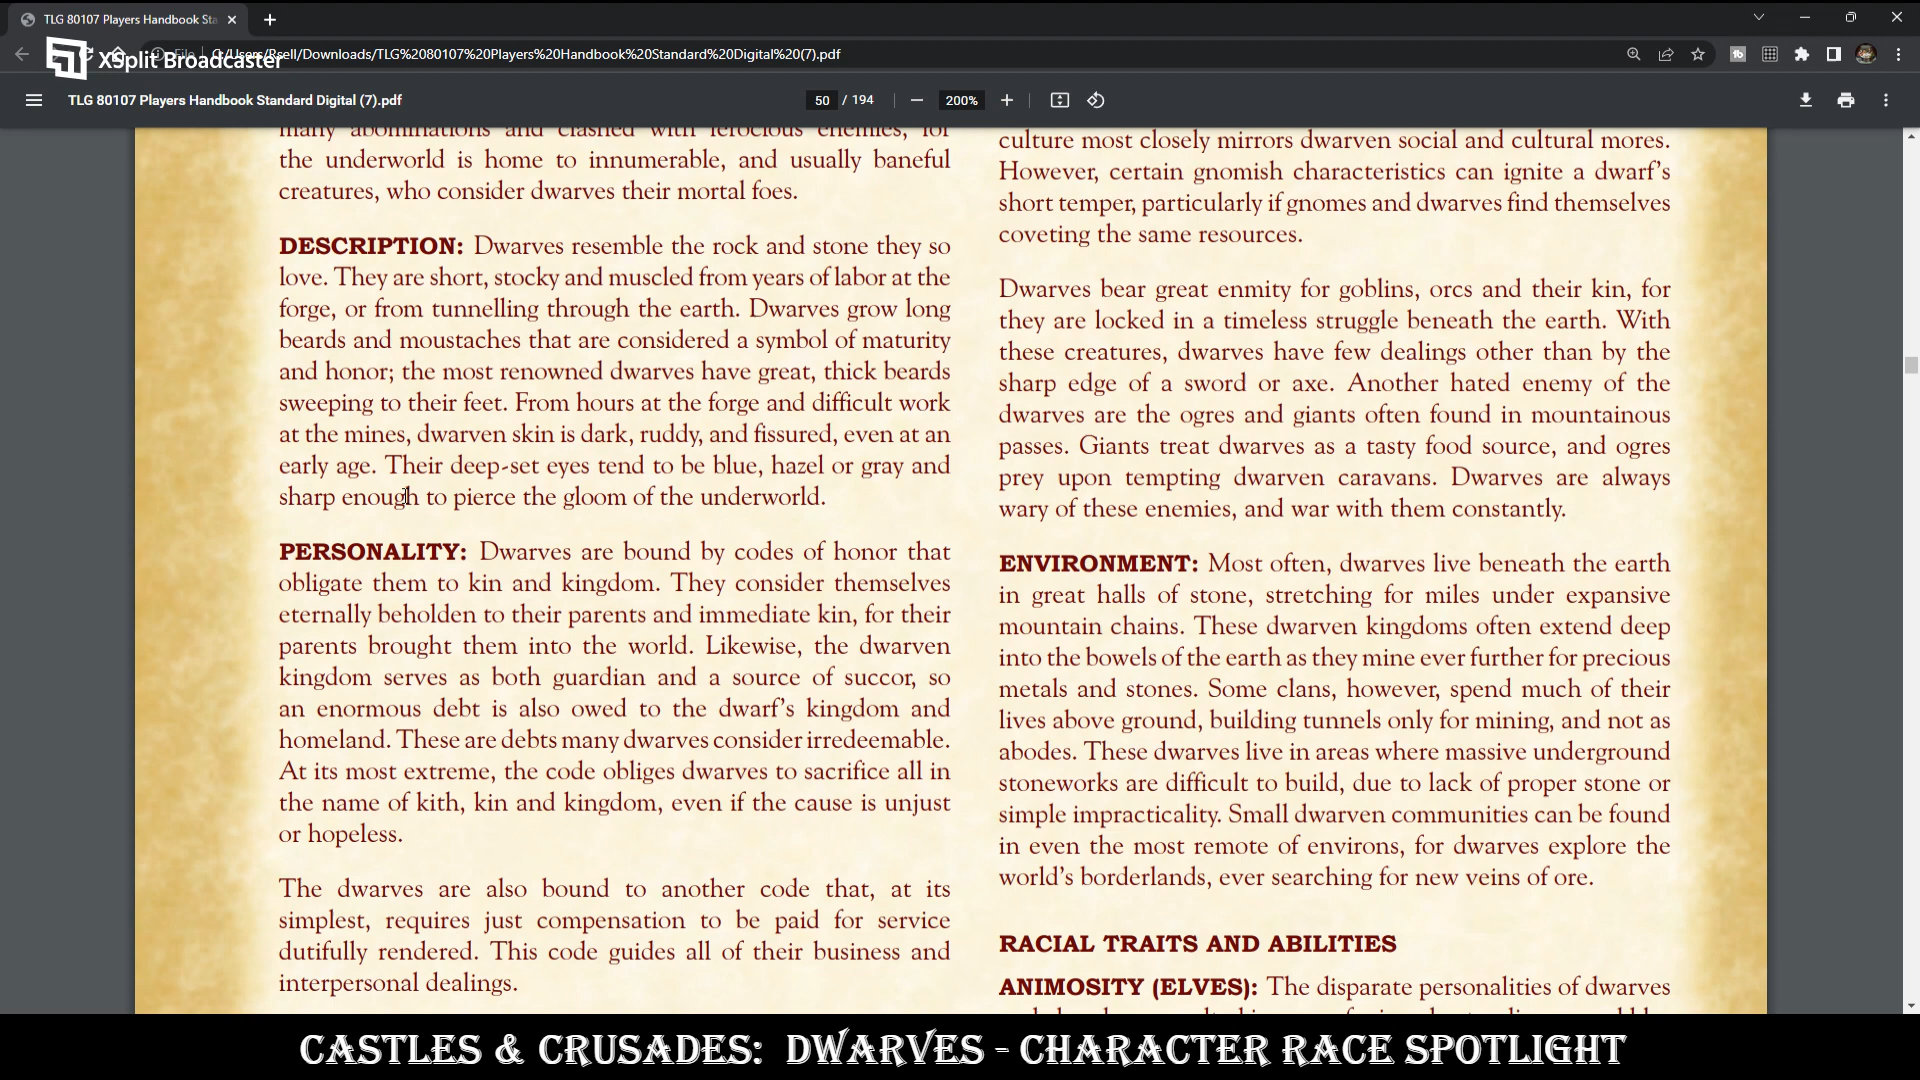 TLG 80107 Players Handbook Sta
XSplit Broadcaster
File
C:/Users/Rsell/Downloads/TLG%2080107%20Players%20Handbook%20Standard%20Digital%20(7).pdf
TLG 80107 Players Handbook Standard Digital (7).pdf
50 / 194
200%
many abominations and clashed with ferocious enemies, for
the underworld is home to innumerable, and usually baneful
creatures, who consider dwarves their mortal foes.
DESCRIPTION: Dwarves resemble the rock and stone they so
love. They are short, stocky and muscled from years of labor at the
forge, or from tunnelling through the earth. Dwarves grow long
beards and moustaches that are considered a symbol of maturity
and honor; the most renowned dwarves have great, thick beards
sweeping to their feet. From hours at the forge and difficult work
at the mines, dwarven skin is dark, ruddy, and fissured, even at an
early age. Their deep-set eyes tend to be blue, hazel or gray and
sharp enough to pierce the gloom of the underworld.
PERSONALITY: Dwarves are bound by codes of honor that
obligate them to kin and kingdom. They consider themselves
eternally beholden to their parents and immediate kin, for their
parents brought them into the world. Likewise, the dwarven
kingdom serves as both guardian and a source of succor, so
an enormous debt is also owed to the dwarf’s kingdom and
homeland. These are debts many dwarves consider irredeemable.
At its most extreme, the code obliges dwarves to sacrifice all in
the name of kith, kin and kingdom, even if the cause is unjust
or hopeless.
The dwarves are also bound to another code that, at its
simplest, requires just compensation to be paid for service
dutifully rendered. This code guides all of their business and
interpersonal dealings.
culture most closely mirrors dwarven social and cultural mores.
However, certain gnomish characteristics can ignite a dwarf’s
short temper, particularly if gnomes and dwarves find themselves
coveting the same resources.
Dwarves bear great enmity for goblins, orcs and their kin, for
they are locked in a timeless struggle beneath the earth. With
these creatures, dwarves have few dealings other than by the
sharp edge of a sword or axe. Another hated enemy of the
dwarves are the ogres and giants often found in mountainous
passes. Giants treat dwarves as a tasty food source, and ogres
prey upon tempting dwarven caravans. Dwarves are always
wary of these enemies, and war with them constantly.
ENVIRONMENT: Most often, dwarves live beneath the earth
in great halls of stone, stretching for miles under expansive
mountain chains. These dwarven kingdoms often extend deep
into the bowels of the earth as they mine ever further for precious
metals and stones. Some clans, however, spend much of their
lives above ground, building tunnels only for mining, and not as
abodes. These dwarves live in areas where massive underground
stoneworks are difficult to build, due to lack of proper stone or
simple impracticality. Small dwarven communities can be found
in even the most remote of environs, for dwarves explore the
world’s borderlands, ever searching for new veins of ore.
RACIAL TRAITS AND ABILITIES
ANIMOSITY (ELVES): The disparate personalities of dwarves
CASTLES & CRUSADES: DWARVES - CHARACTER RACE SPOTLIGHT